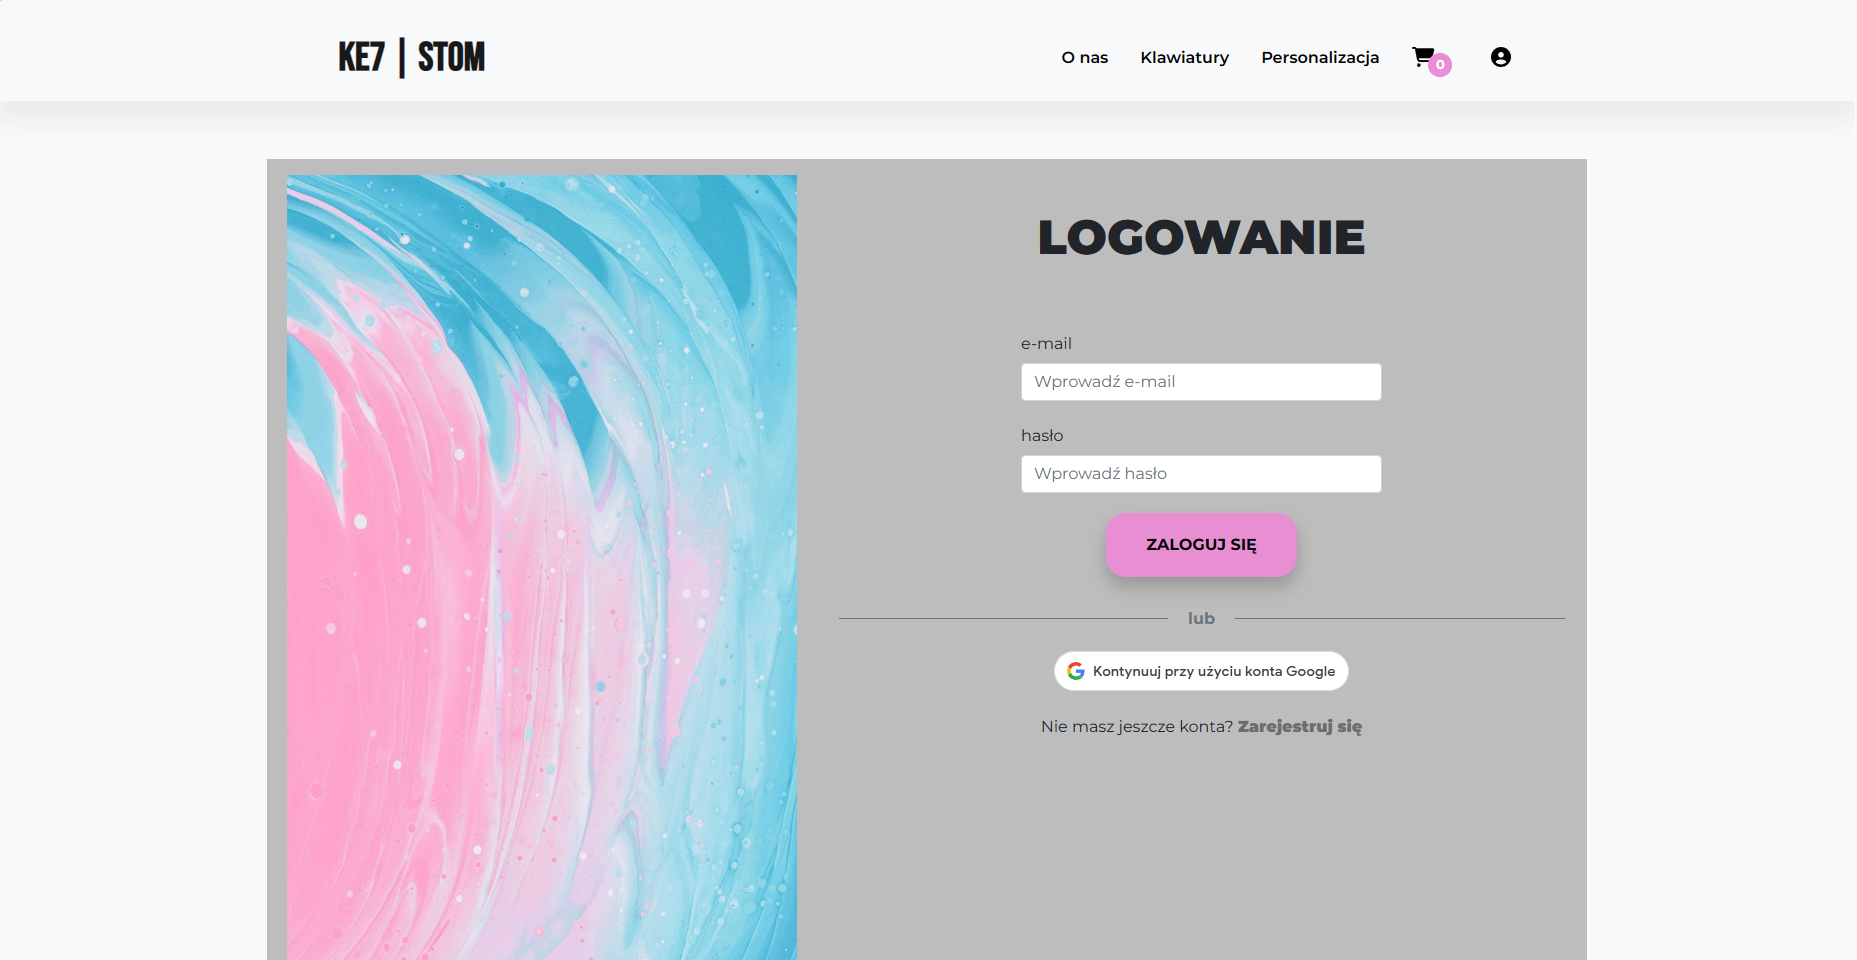 KE7 | STOM
O nas
Klawiatury
Personalizacja
0
LOGOWANIE
e-mail
Wprowadź e-mail
hasło
Wprowadź hasło
ZALOGUJ SIĘ
lub
Kontynuuj przy użyciu konta Google
Nie masz jeszcze konta? Zarejestruj się